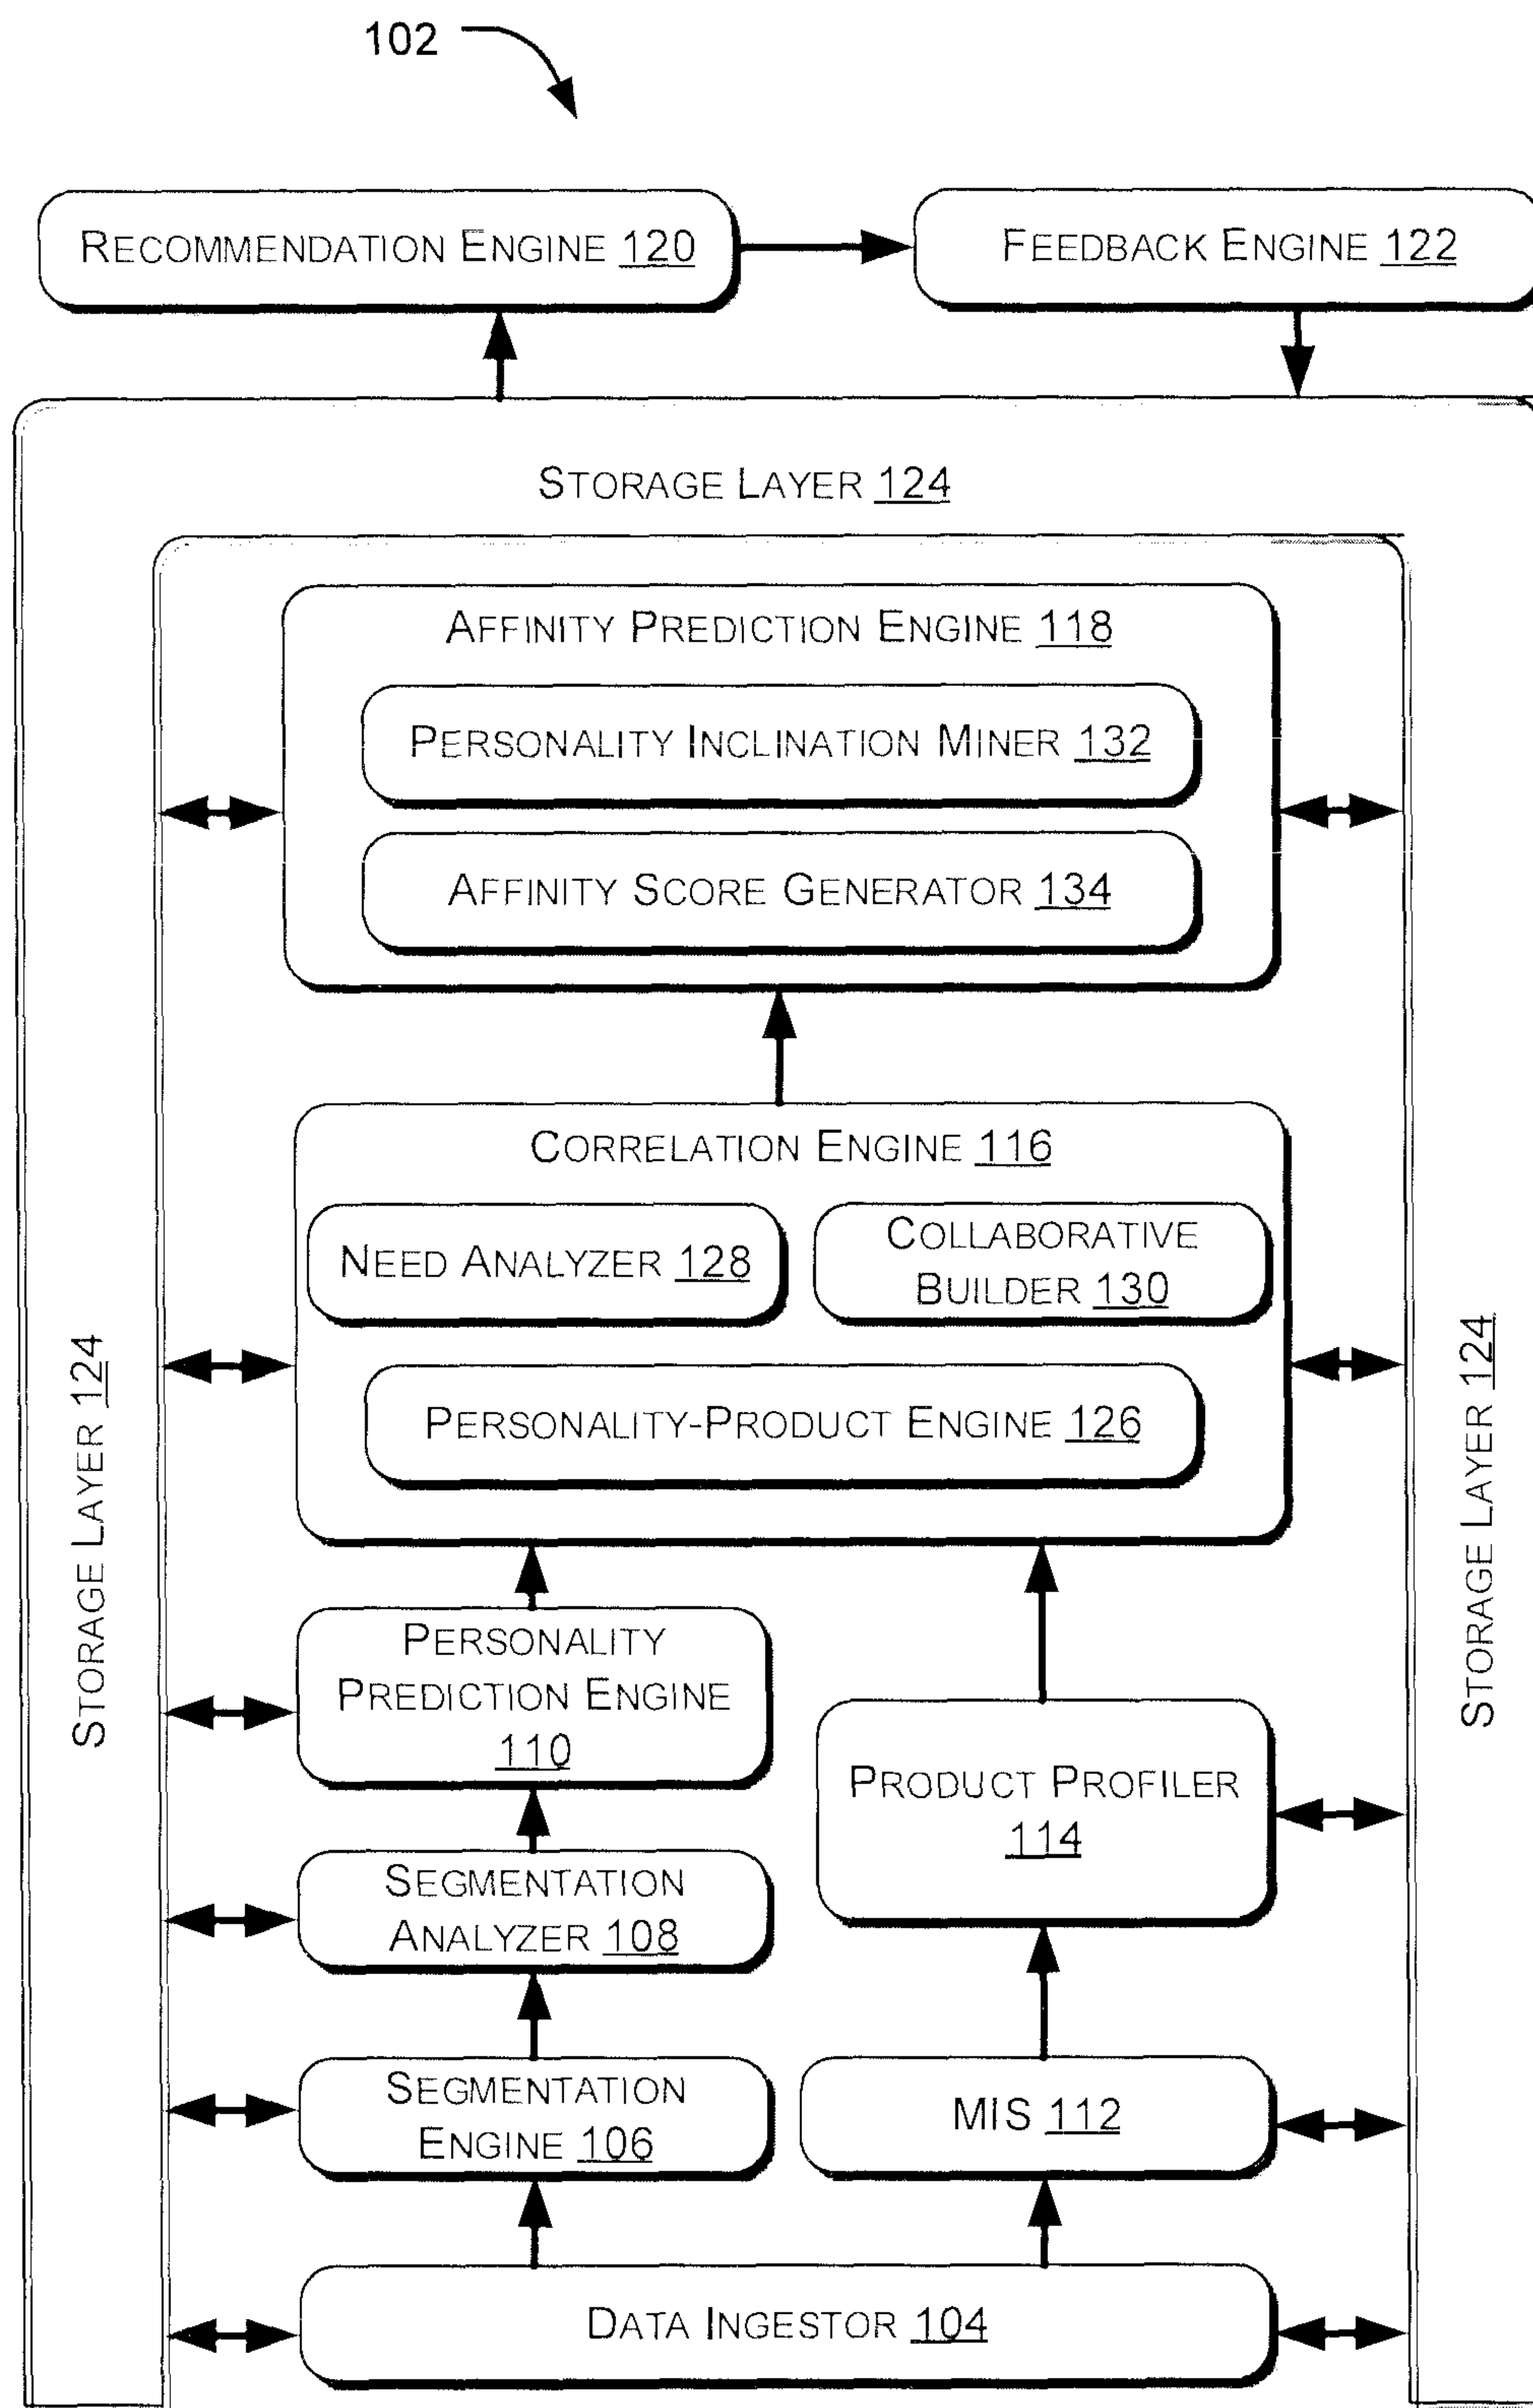 102
RECOMMENDATION ENGINE 120
FEEDBACK ENGINE 122
STORAGE LAYER 124
AFFINITY PREDICTION ENGINE 118
PERSONALITY INCLINATION MINER 132
AFFINITY SCORE GENERATOR 134
CORRELATION ENGINE 116
NEED ANALYZER 128
COLLABORATIVE
BUILDER 130
PERSONALITY-PRODUCT ENGINE 126
STORAGE LAYER 124
STORAGE LAYER 124
PERSONALITY
PREDICTION ENGINE
110
PRODUCT PROFILER
114
SEGMENTATION
ANALYZER 108
SEGMENTATION
ENGINE 106
MIS 112
DATA INGESTOR 104